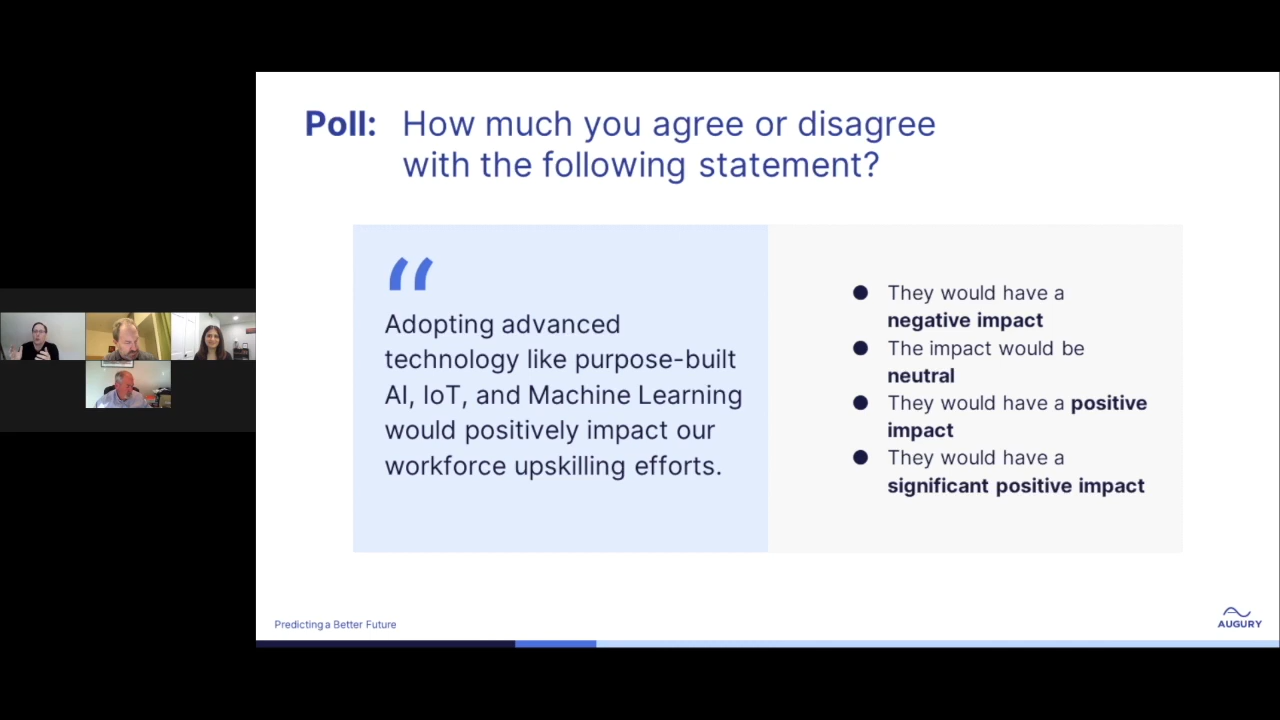 Poll: How much you agree or disagree
with the following statement?
“
Adopting advanced
technology like purpose-built
AI, IoT, and Machine Learning
would positively impact our
workforce upskilling efforts.
● They would have a
negative impact
● The impact would be
neutral
● They would have a positive
impact
● They would have a
significant positive impact
Predicting a Better Future
AUGURY